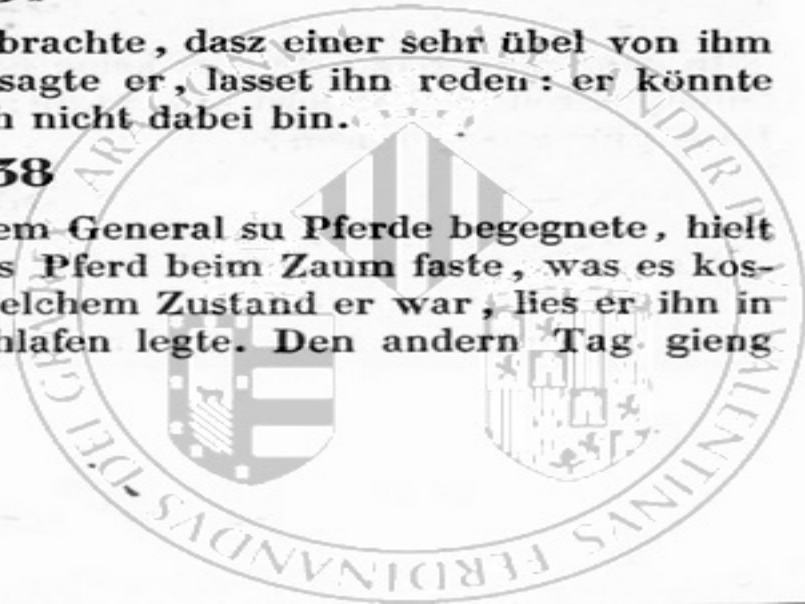 brachte, dasz einer sehr übel von ihm
sagte er, lasset ihn reden: er könnte
h nicht dabei bin.
38
em General su Pferde begegnete, hielt
s Pferd beim Zaum faste, was es kos-
elchem Zustand er war, lies er ihn in
hlafen legte. Den andern Tag gieng